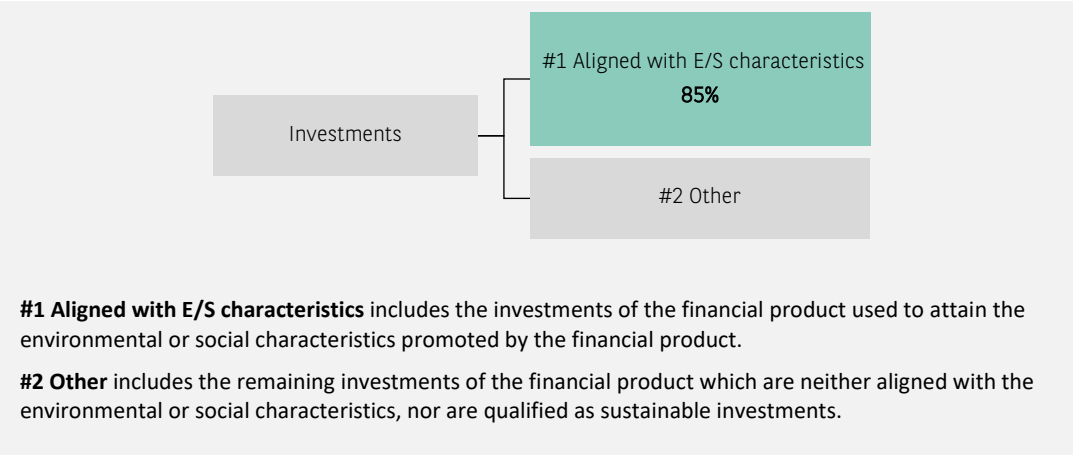 #1 Aligned with E/S characteristics
85%
Investments
#2 Other
#1 Aligned with E/S characteristics includes the investments of the financial product used to attain the
environmental or social characteristics promoted by the financial product.
#2 Other includes the remaining investments of the financial product which are neither aligned with the
environmental or social characteristics, nor are qualified as sustainable investments.